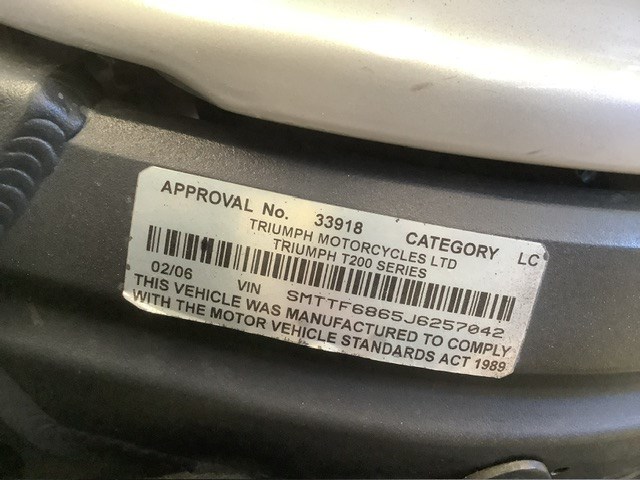 APPROVAL No. 33918 CATEGORY LC
TRIUMPH MOTORCYCLES LTD
TRIUMPH T200 SERIES
02/06 VIN SMTTF6865J6257042
THIS VEHICLE WAS MANUFACTURED TO COMPLY
WITH THE MOTOR VEHICLE STANDARDS ACT 1989